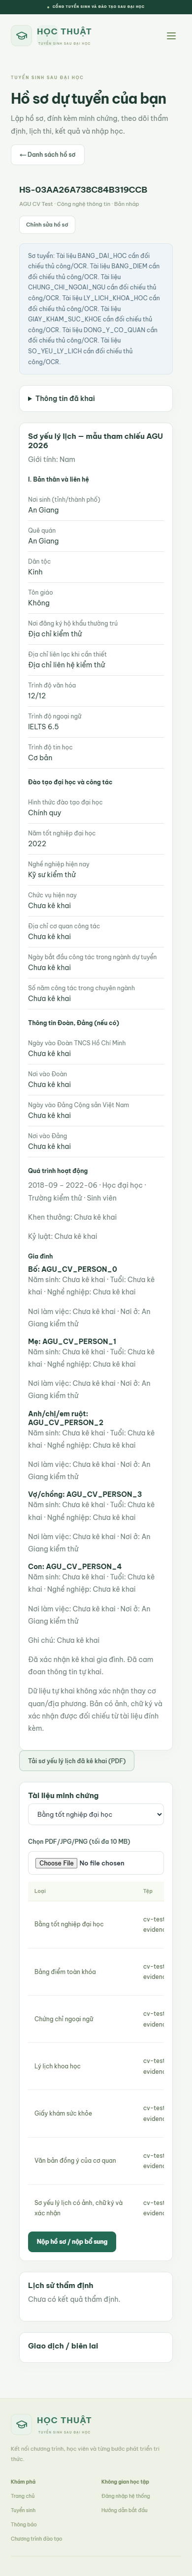 CỔNG TUYỂN SINH VÀ ĐÀO TẠO SAU ĐẠI HỌC
HỌC THUẬT
TUYỂN SINH SAU ĐẠI HỌC
TUYỂN SINH SAU ĐẠI HỌC
Hồ sơ dự tuyển của bạn
Lập hồ sơ, đính kèm minh chứng, theo dõi thẩm
định, lịch thi, kết quả và nhập học.
← Danh sách hồ sơ
HS-03AA26A738C84B319CCB
AGU CV Test · Công nghệ thông tin · Bản nháp
Chỉnh sửa hồ sơ
Sơ tuyển: Tài liệu BANG_DAI_HOC cần đối
chiếu thủ công/OCR. Tài liệu BANG_DIEM cần
đối chiếu thủ công/OCR. Tài liệu
CHUNG_CHI_NGOAI_NGU cần đối chiếu thủ
công/OCR. Tài liệu LY_LICH_KHOA_HOC cần
đối chiếu thủ công/OCR. Tài liệu
GIAY_KHAM_SUC_KHOE cần đối chiếu thủ
công/OCR. Tài liệu DONG_Y_CO_QUAN cần
đối chiếu thủ công/OCR. Tài liệu
SO_YEU_LY_LICH cần đối chiếu thủ
công/OCR.
▶ Thông tin đã khai
Sơ yếu lý lịch — mẫu tham chiếu AGU
2026
Giới tính: Nam
I. Bản thân và liên hệ
Nơi sinh (tỉnh/thành phố)
An Giang
Quê quán
An Giang
Dân tộc
Kinh
Tôn giáo
Không
Nơi đăng ký hộ khẩu thường trú
Địa chỉ kiểm thử
Địa chỉ liên lạc khi cần thiết
Địa chỉ liên hệ kiểm thử
Trình độ văn hóa
12/12
Trình độ ngoại ngữ
IELTS 6.5
Trình độ tin học
Cơ bản
Đào tạo đại học và công tác
Hình thức đào tạo đại học
Chính quy
Năm tốt nghiệp đại học
2022
Nghề nghiệp hiện nay
Kỹ sư kiểm thử
Chức vụ hiện nay
Chưa kê khai
Địa chỉ cơ quan công tác
Chưa kê khai
Ngày bắt đầu công tác trong ngành dự tuyển
Chưa kê khai
Số năm công tác trong chuyên ngành
Chưa kê khai
Thông tin Đoàn, Đảng (nếu có)
Ngày vào Đoàn TNCS Hồ Chí Minh
Chưa kê khai
Nơi vào Đoàn
Chưa kê khai
Ngày vào Đảng Cộng sản Việt Nam
Chưa kê khai
Nơi vào Đảng
Chưa kê khai
Quá trình hoạt động
2018-09 – 2022-06 · Học đại học ·
Trường kiểm thử · Sinh viên
Khen thưởng: Chưa kê khai
Kỷ luật: Chưa kê khai
Gia đình
Bố: AGU_CV_PERSON_0
Năm sinh: Chưa kê khai · Tuổi: Chưa kê
khai · Nghề nghiệp: Chưa kê khai
Nơi làm việc: Chưa kê khai · Nơi ở: An
Giang kiểm thử
Mẹ: AGU_CV_PERSON_1
Năm sinh: Chưa kê khai · Tuổi: Chưa kê
khai · Nghề nghiệp: Chưa kê khai
Nơi làm việc: Chưa kê khai · Nơi ở: An
Giang kiểm thử
Anh/chị/em ruột:
AGU_CV_PERSON_2
Năm sinh: Chưa kê khai · Tuổi: Chưa kê
khai · Nghề nghiệp: Chưa kê khai
Nơi làm việc: Chưa kê khai · Nơi ở: An
Giang kiểm thử
Vợ/chồng: AGU_CV_PERSON_3
Năm sinh: Chưa kê khai · Tuổi: Chưa kê
khai · Nghề nghiệp: Chưa kê khai
Nơi làm việc: Chưa kê khai · Nơi ở: An
Giang kiểm thử
Con: AGU_CV_PERSON_4
Năm sinh: Chưa kê khai · Tuổi: Chưa kê
khai · Nghề nghiệp: Chưa kê khai
Nơi làm việc: Chưa kê khai · Nơi ở: An
Giang kiểm thử
Ghi chú: Chưa kê khai
Đã xác nhận kê khai gia đình. Đã cam
đoan thông tin tự khai.
Dữ liệu tự khai không xác nhận thay cơ
quan/địa phương. Bản có ảnh, chữ ký và
xác nhận được đối chiếu từ tài liệu đính
kèm.
Tải sơ yếu lý lịch đã kê khai (PDF)
Tài liệu minh chứng
Bằng tốt nghiệp đại học
Chọn PDF/JPG/PNG (tối đa 10 MB)
Choose File No file chosen
Loại Tệp
Bằng tốt nghiệp đại học cv-test
evidenc
Bảng điểm toàn khóa cv-test
evidenc
Chứng chỉ ngoại ngữ cv-test
evidenc
Lý lịch khoa học cv-test
evidenc
Giấy khám sức khỏe cv-test
evidenc
Văn bản đồng ý của cơ quan cv-test
evidenc
Sơ yếu lý lịch có ảnh, chữ ký và cv-test
xác nhận evidenc
Nộp hồ sơ / nộp bổ sung
Lịch sử thẩm định
Chưa có kết quả thẩm định.
Giao dịch / biên lai
HỌC THUẬT
TUYỂN SINH SAU ĐẠI HỌC
Kết nối chương trình, học viên và từng bước phát triển tri
thức.
Khám phá Không gian học tập
Trang chủ Đăng nhập hệ thống
Tuyển sinh Hướng dẫn bắt đầu
Thông báo
Chương trình đào tạo